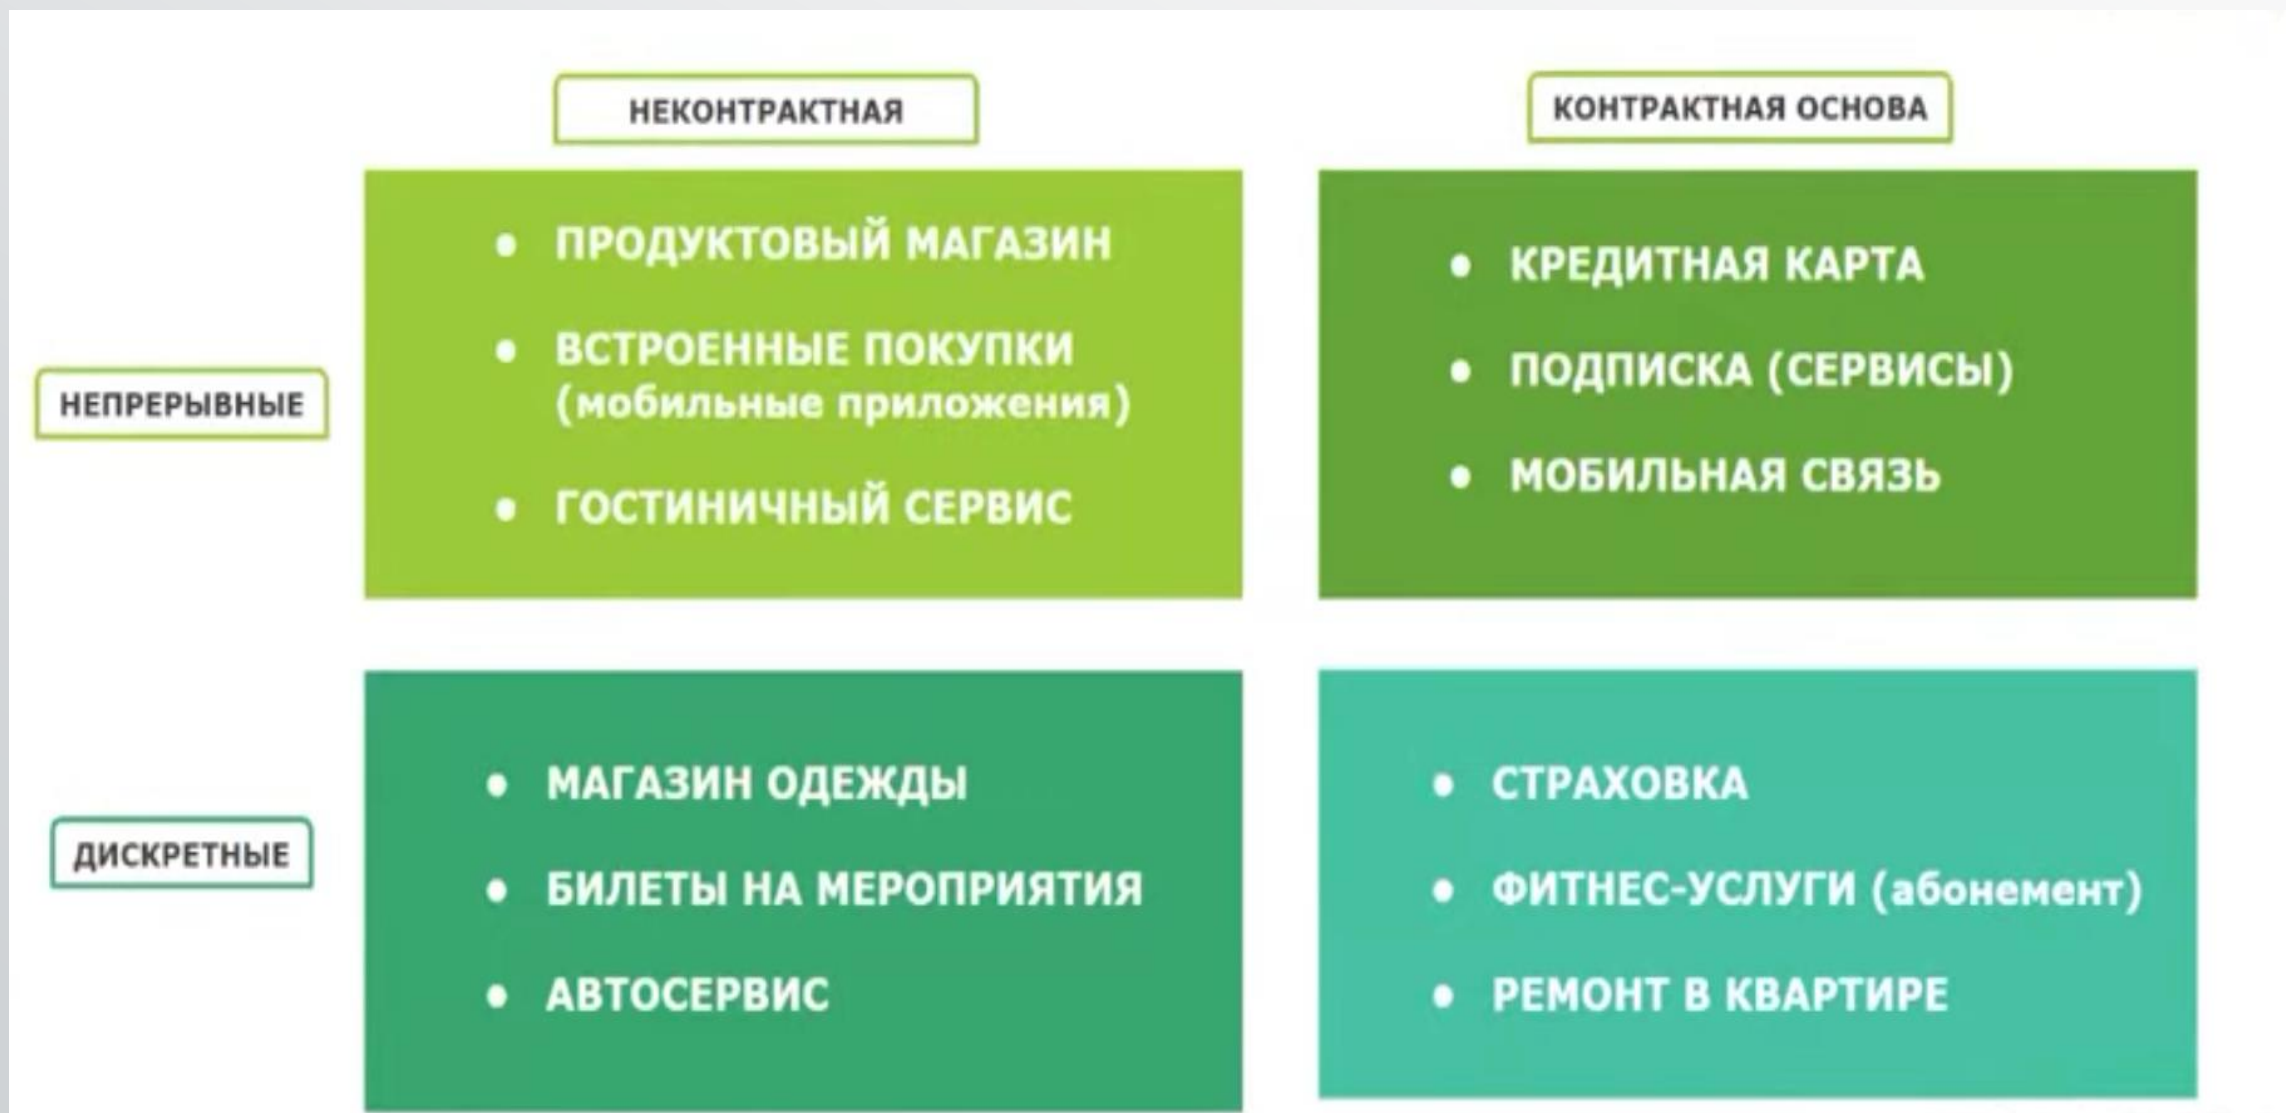 НЕКОНТРАКТНАЯ
КОНТРАКТНАЯ ОСНОВА
НЕПРЕРЫВНЫЕ
• ПРОДУКТОВЫЙ МАГАЗИН
• ВСТРОЕННЫЕ ПОКУПКИ
(мобильные приложения)
• ГОСТИНИЧНЫЙ СЕРВИС
• КРЕДИТНАЯ КАРТА
• ПОДПИСКА (СЕРВИСЫ)
• МОБИЛЬНАЯ СВЯЗЬ
ДИСКРЕТНЫЕ
• МАГАЗИН ОДЕЖДЫ
• БИЛЕТЫ НА МЕРОПРИЯТИЯ
• АВТОСЕРВИС
• СТРАХОВКА
• ФИТНЕС-УСЛУГИ (абонемент)
• РЕМОНТ В КВАРТИРЕ